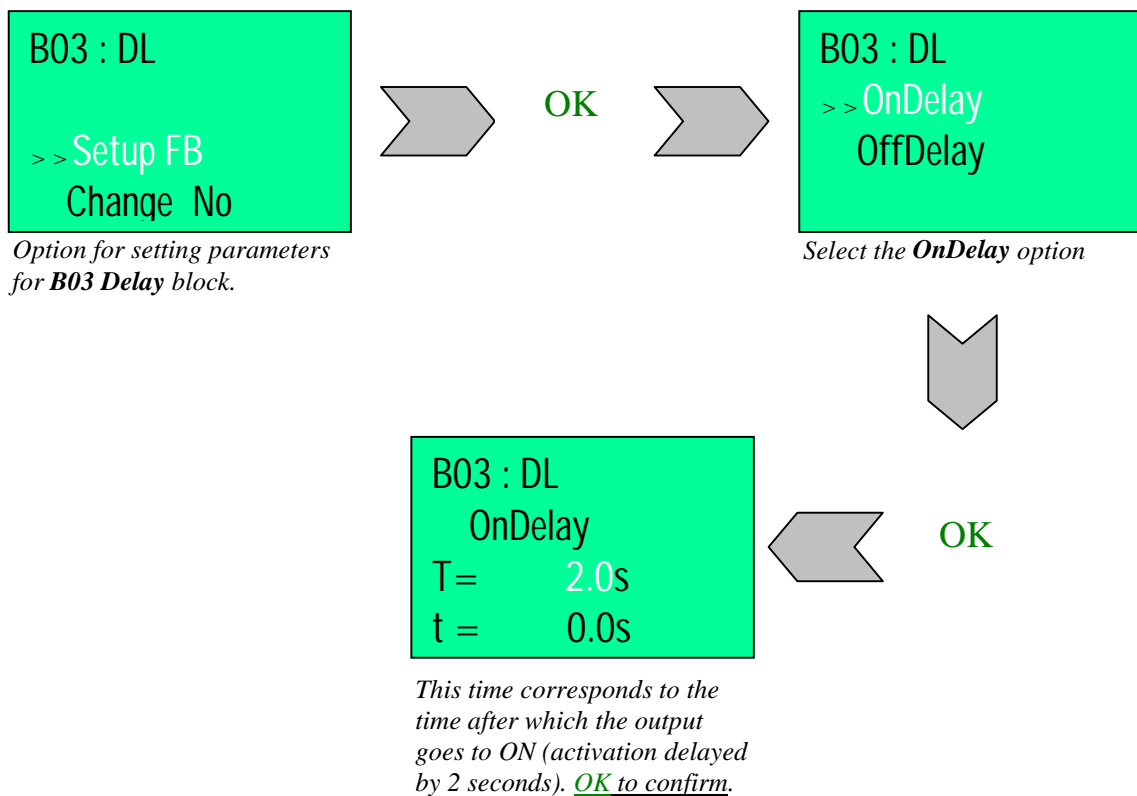 B03 : DL
>> Setup FB
Change No
Option for setting parameters
for B03 Delay block.
OK
B03 : DL
>> OnDelay
OffDelay
Select the OnDelay option
OK
B03 : DL
OnDelay
T= 2.0s
t = 0.0s
This time corresponds to the
time after which the output
goes to ON (activation delayed
by 2 seconds). OK to confirm.